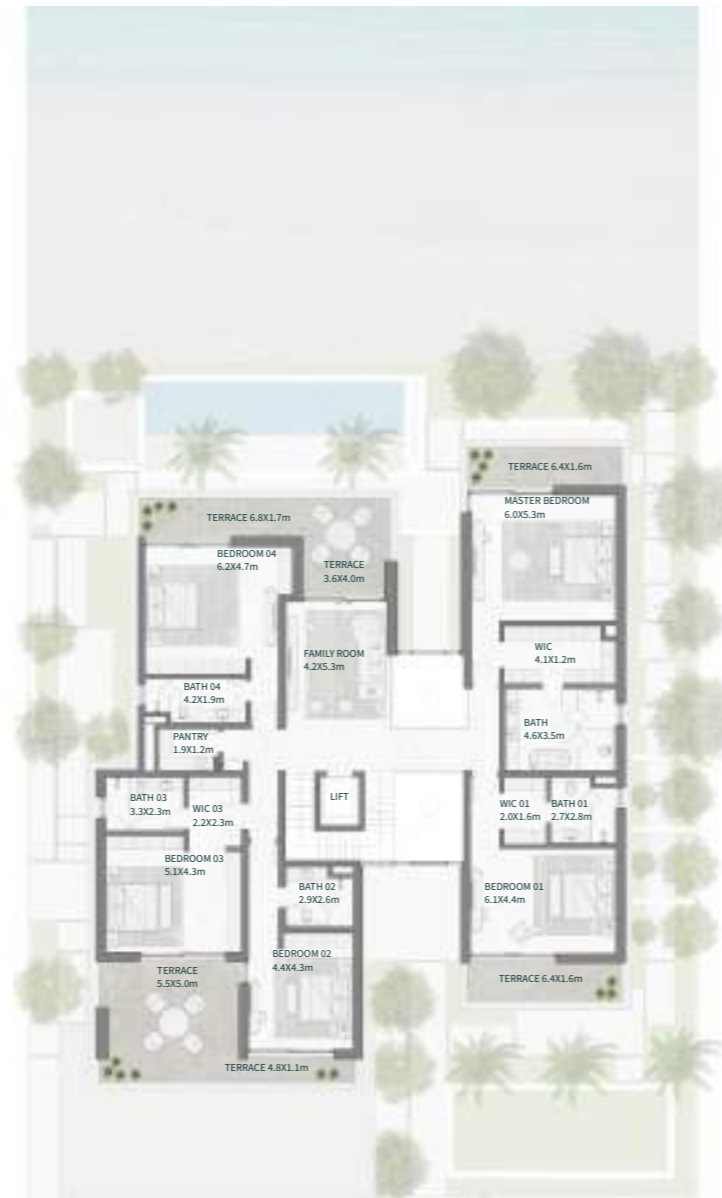 TERRACE 6.4X1.6m
MASTER BEDROOM
6.0X5.3m
TERRACE 6.8X1.7m
BEDROOM 04
6.2X4.7m
TERRACE
3.6X4.0m
FAMILY ROOM
4.2X5.3m
WIC
4.1X1.2m
BATH 04
4.2X1.9m
BATH
4.6X3.5m
PANTRY
1.9X1.2m
BATH 03
3.3X2.3m
WIC 03
2.2X2.3m
LIFT
WIC 01
2.0X1.6m
BATH 01
2.7X2.8m
BEDROOM 03
5.1X4.3m
BATH 02
2.9X2.6m
BEDROOM 01
6.1X4.4m
BEDROOM 02
4.4X4.3m
TERRACE
5.5X5.0m
TERRACE 6.4X1.6m
TERRACE 4.8X1.1m